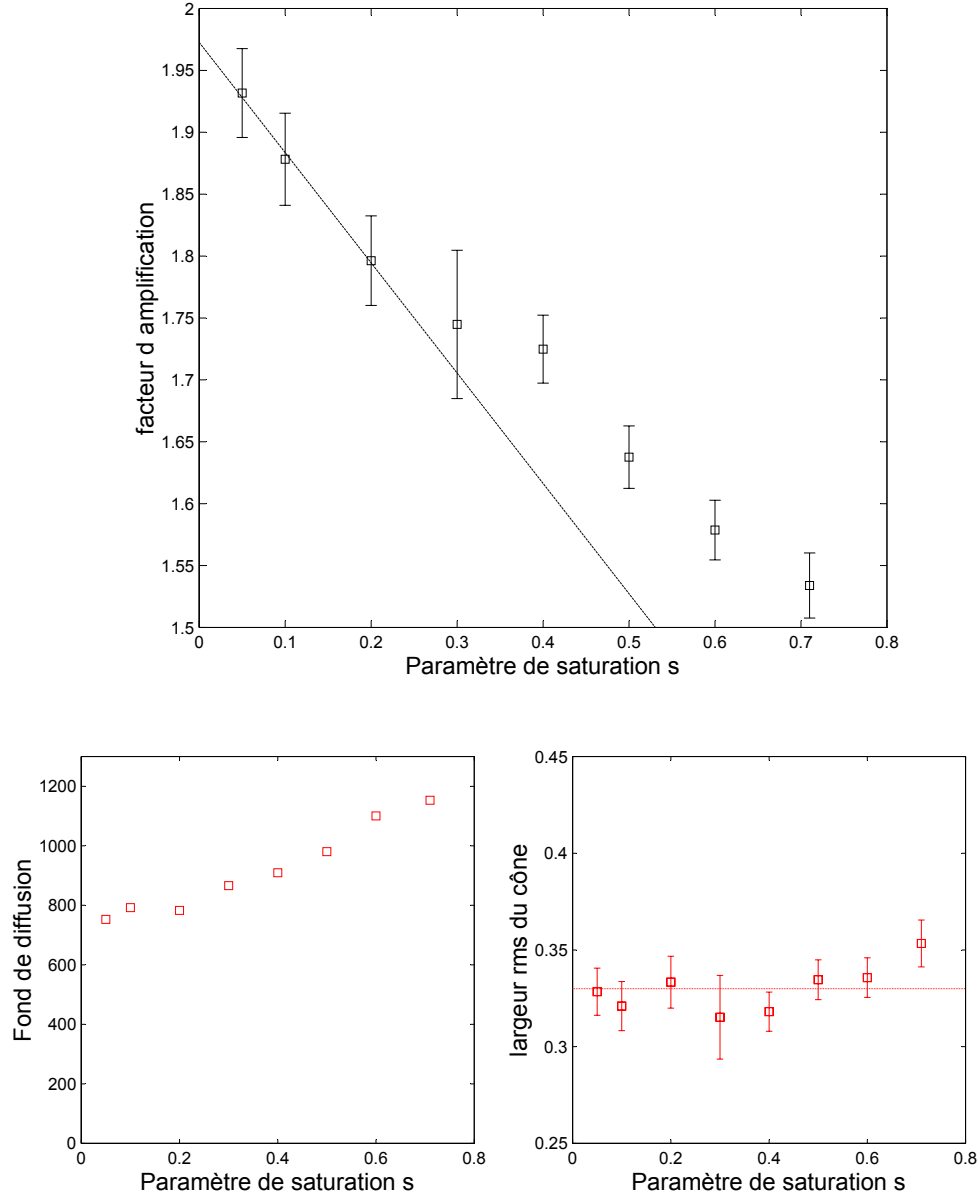 2
1.95
1.9
1.85
1.8
1.75
1.7
1.65
1.6
1.55
1.5
facteur d amplification
0 0.1 0.2 0.3 0.4 0.5 0.6 0.7 0.8
Paramètre de saturation s
1200
1000
800
600
400
200
0
Fond de diffusion
0 0.2 0.4 0.6 0.8
Paramètre de saturation s
0.45
0.4
0.35
0.3
0.25
largeur rms du cône
0 0.2 0.4 0.6 0.8
Paramètre de saturation s